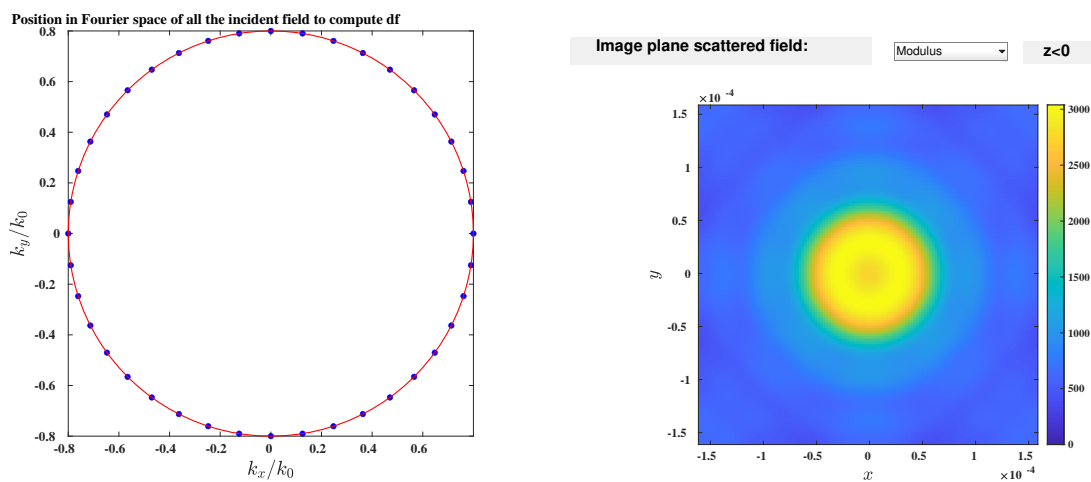 Position in Fourier space of all the incident field to compute df
0.8
0.6
0.4
0.2
0
-0.2
-0.4
-0.6
-0.8
k_y/k_0
-0.8 -0.6 -0.4 -0.2 0 0.2 0.4 0.6
k_x/k_0
Image plane scattered field:
Modulus
z<0
×10 -4
1.5
1
0.5
0
-0.5
-1
-1.5
y
-1.5 -1 -0.5 0 0.5 1 1.5
x
×10 -4
3000
2500
2000
1500
1000
500
0